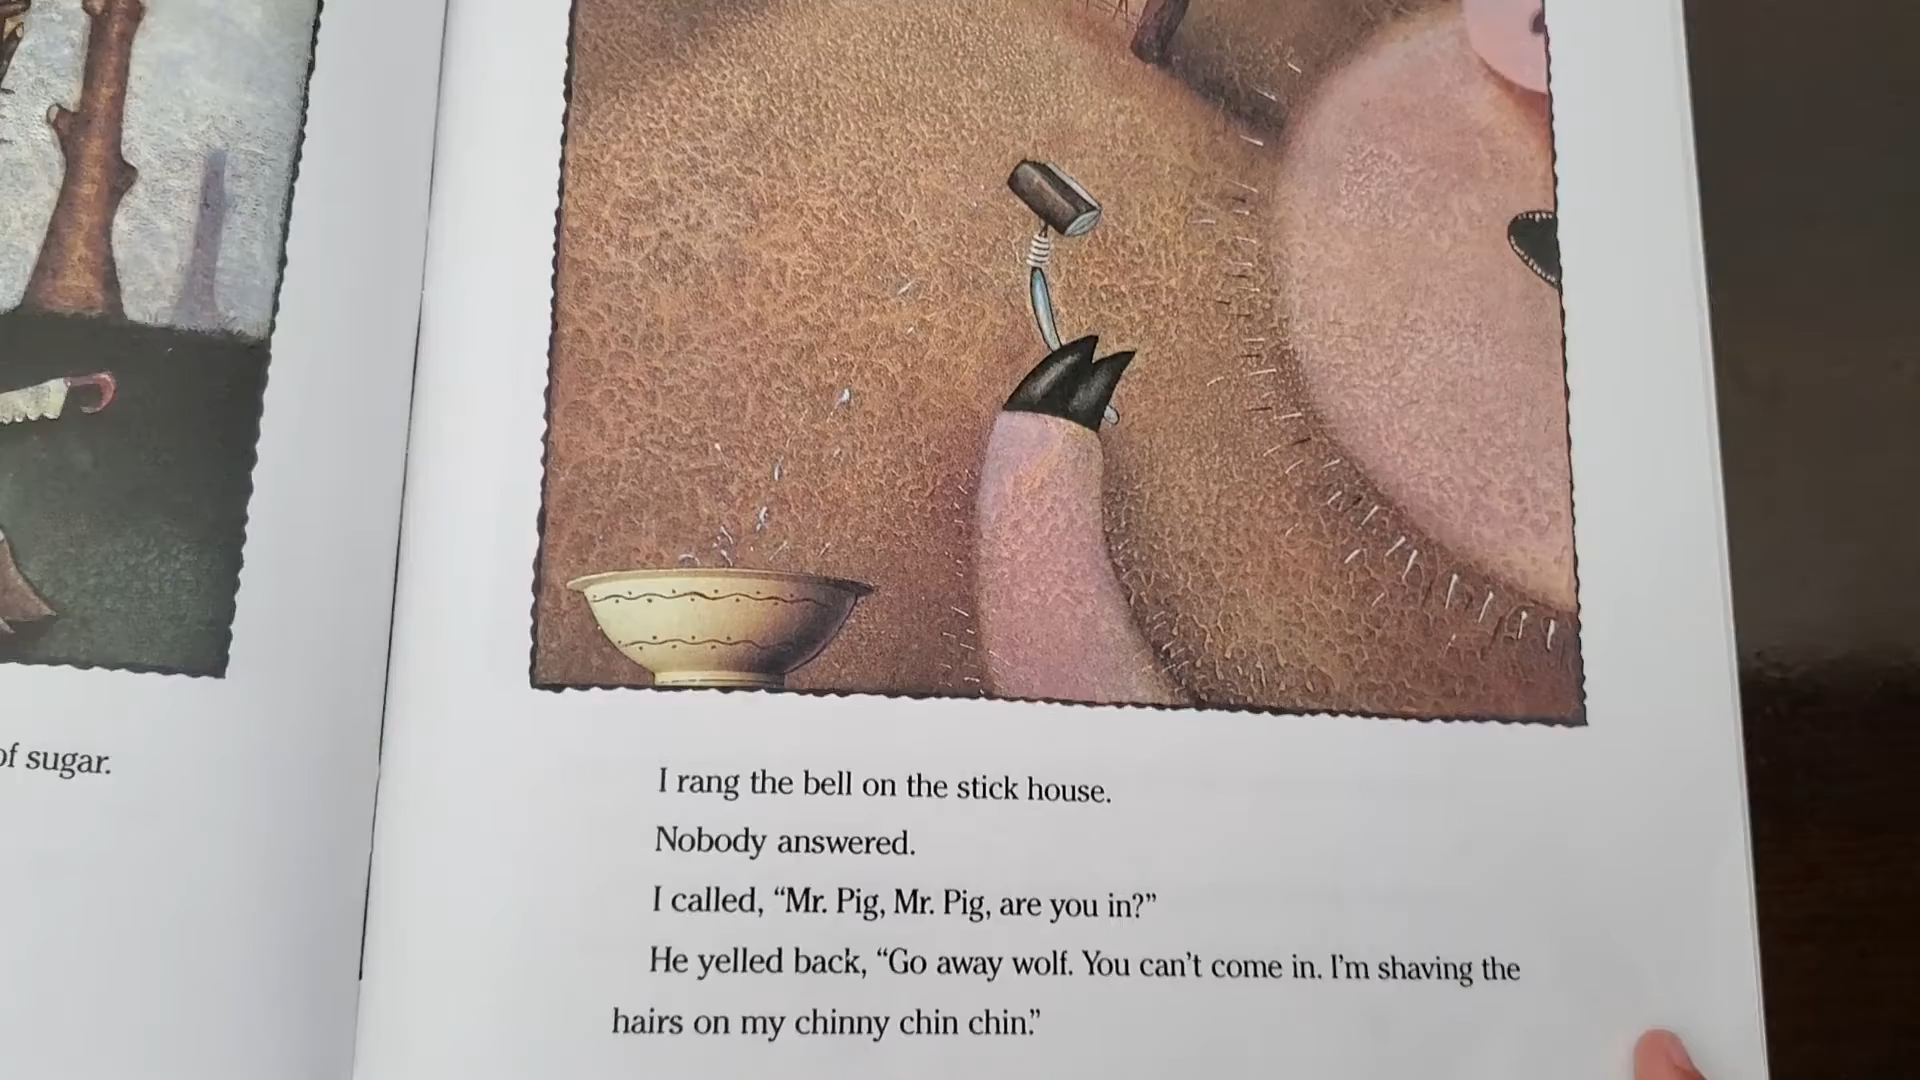 of sugar.
I rang the bell on the stick house.
Nobody answered.
I called, “Mr. Pig, Mr. Pig, are you in?”
He yelled back, “Go away wolf. You can’t come in. I’m shaving the
hairs on my chinny chin chin.”